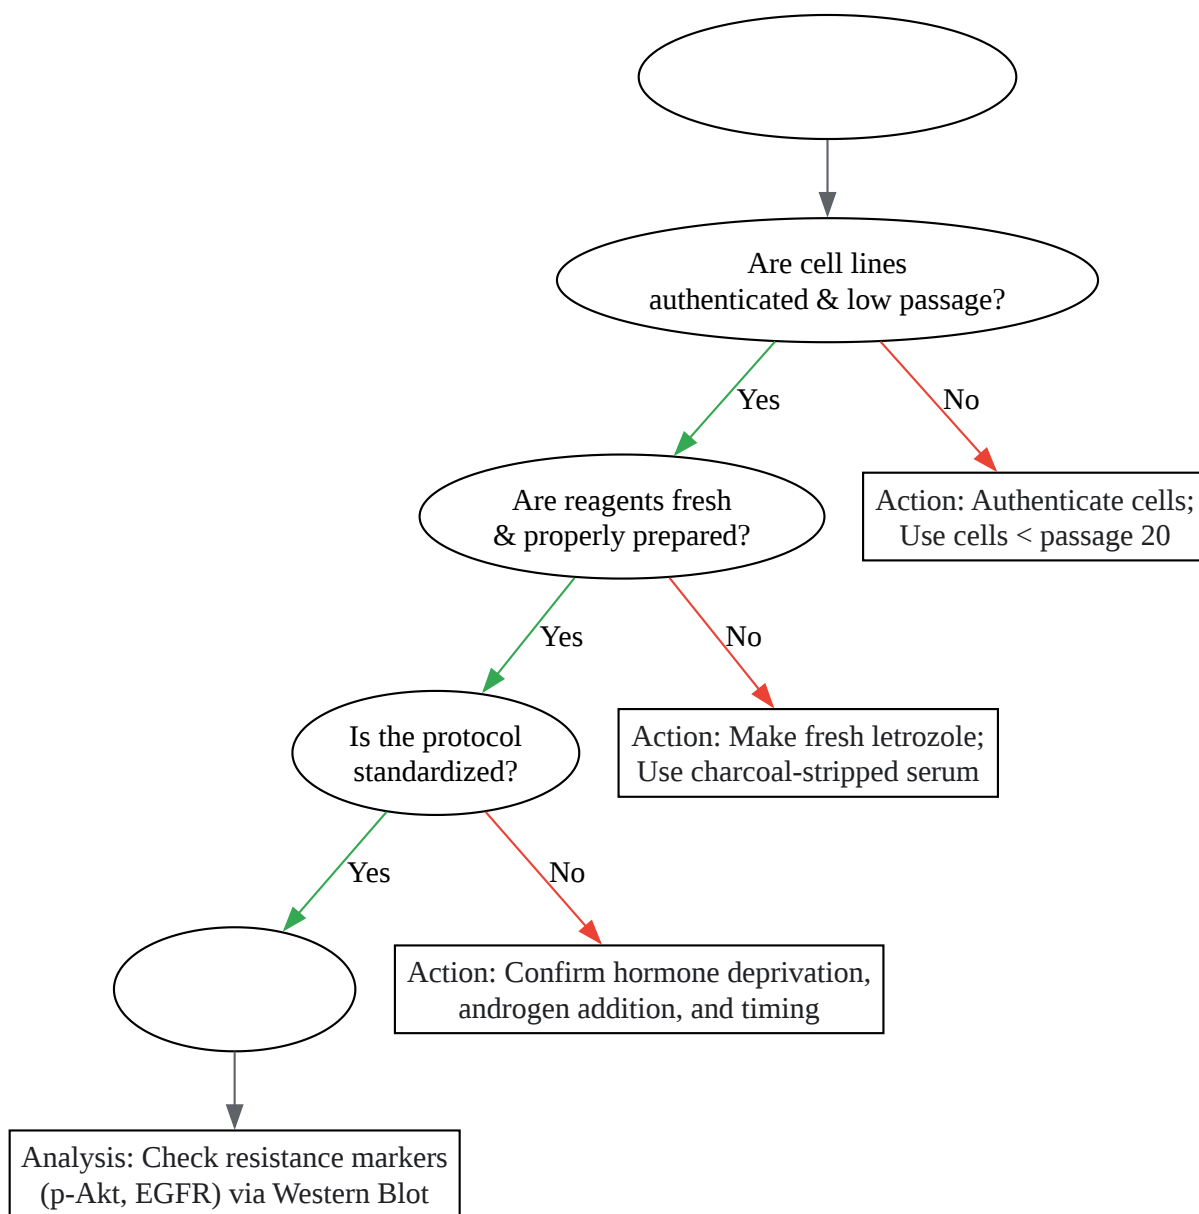 Are cell lines
authenticated & low passage?
Yes
No
Action: Authenticate cells;
Use cells < passage 20
Are reagents fresh
& properly prepared?
Yes
No
Action: Make fresh letrozole;
Use charcoal-stripped serum
Is the protocol
standardized?
Yes
No
Action: Confirm hormone deprivation,
androgen addition, and timing
Analysis: Check resistance markers
(p-Akt, EGFR) via Western Blot